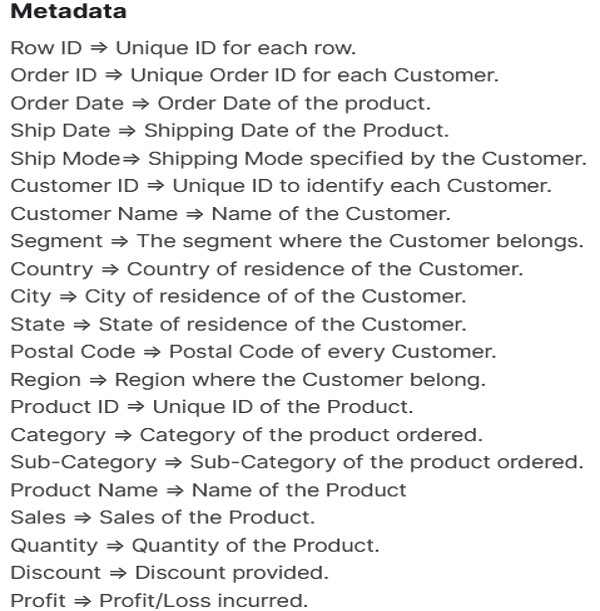 Metadata
Row ID ⇒ Unique ID for each row.
Order ID ⇒ Unique Order ID for each Customer.
Order Date ⇒ Order Date of the product.
Ship Date ⇒ Shipping Date of the Product.
Ship Mode⇒ Shipping Mode specified by the Customer.
Customer ID ⇒ Unique ID to identify each Customer.
Customer Name ⇒ Name of the Customer.
Segment ⇒ The segment where the Customer belongs.
Country ⇒ Country of residence of the Customer.
City ⇒ City of residence of of the Customer.
State ⇒ State of residence of the Customer.
Postal Code ⇒ Postal Code of every Customer.
Region ⇒ Region where the Customer belong.
Product ID ⇒ Unique ID of the Product.
Category ⇒ Category of the product ordered.
Sub-Category ⇒ Sub-Category of the product ordered.
Product Name ⇒ Name of the Product
Sales ⇒ Sales of the Product.
Quantity ⇒ Quantity of the Product.
Discount ⇒ Discount provided.
Profit ⇒ Profit/Loss incurred.